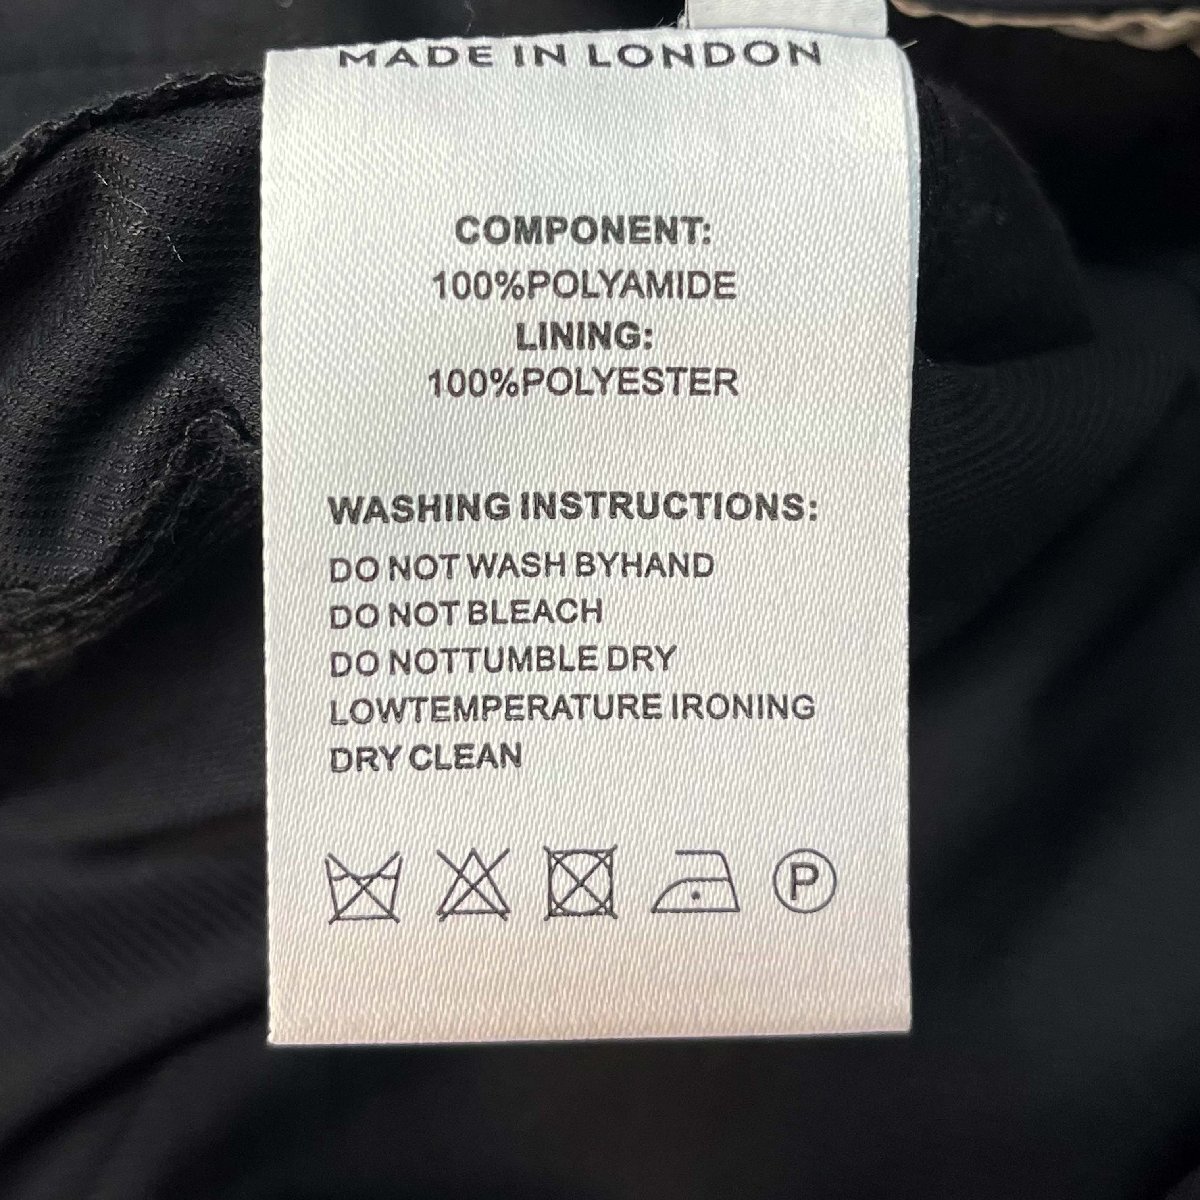 MADE IN LONDON
COMPONENT:
100%POLYAMIDE
LINING:
100%POLYESTER
WASHING INSTRUCTIONS:
DO NOT WASH BYHAND
DO NOT BLEACH
DO NOTTUMBLE DRY
LOWTEMPERATURE IRONING
DRY CLEAN
P